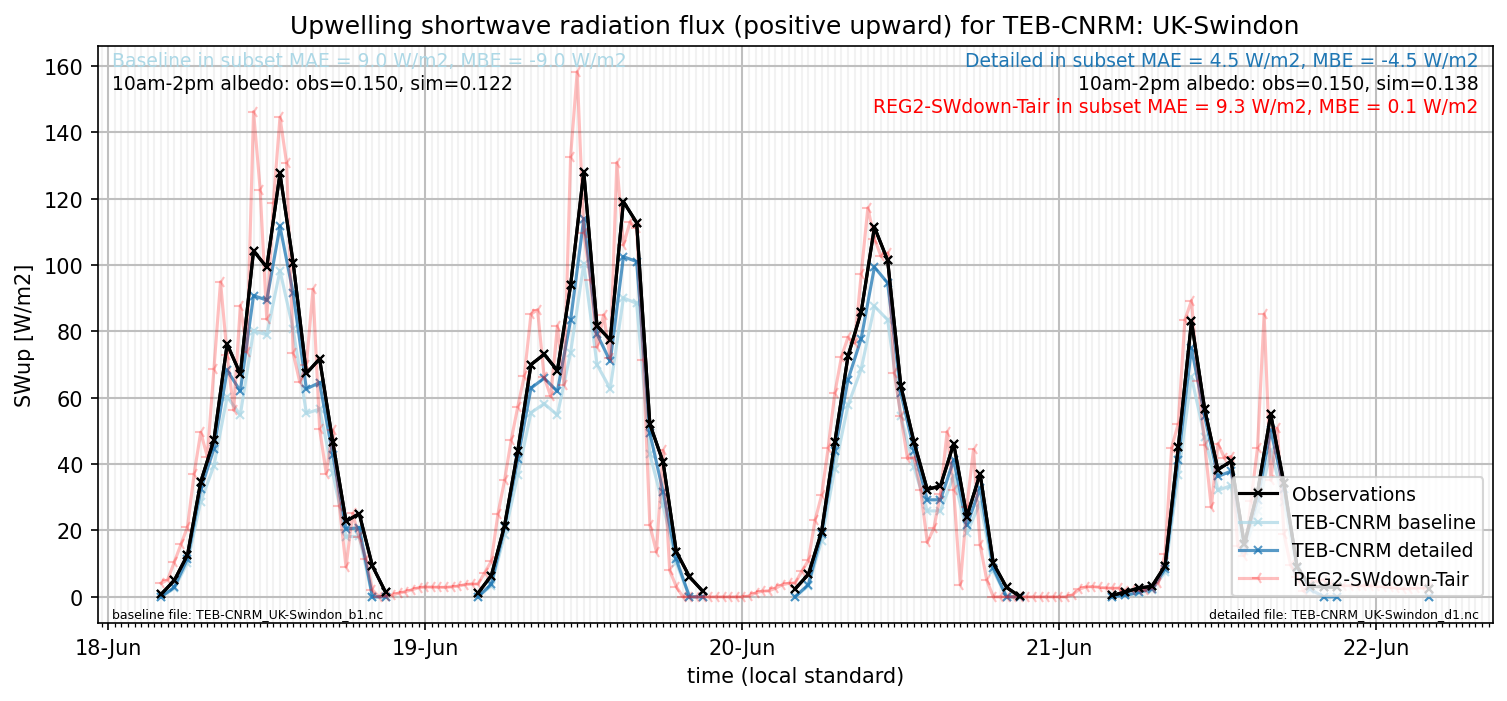 Upwelling shortwave radiation flux (positive upward) for TEB-CNRM: UK-Swindon
Baseline in subset MAE = 9.0 W/m2, MBE = -9.0 W/m2
10am-2pm albedo: obs=0.150, sim=0.122
Detailed in subset MAE = 4.5 W/m2, MBE = -4.5 W/m2
10am-2pm albedo: obs=0.150, sim=0.138
REG2-SWdown-Tair in subset MAE = 9.3 W/m2, MBE = 0.1 W/m2
SWup [W/m2]
160
140
120
100
80
60
40
20
0
Observations
TEB-CNRM baseline
TEB-CNRM detailed
REG2-SWdown-Tair
baseline file: TEB-CNRM_UK-Swindon_b1.nc
detailed file: TEB-CNRM_UK-Swindon_d1.nc
18-Jun
19-Jun
20-Jun
21-Jun
22-Jun
time (local standard)